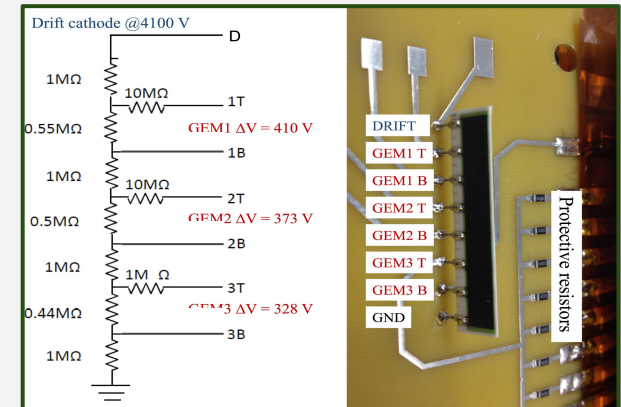 Drift cathode @4100 V
D
1MΩ
10MΩ
1T
0.55MΩ
GEM1 ΔV = 410 V
1B
1MΩ
10MΩ
2T
0.5MΩ
GEM2 ΔV = 373 V
2B
1MΩ
1M Ω
3T
0.44MΩ
GEM3 ΔV = 328 V
3B
1MΩ
DRIFT
GEM1 T
GEM1 B
GEM2 T
GEM2 B
GEM3 T
GEM3 B
GND
Protective resistors